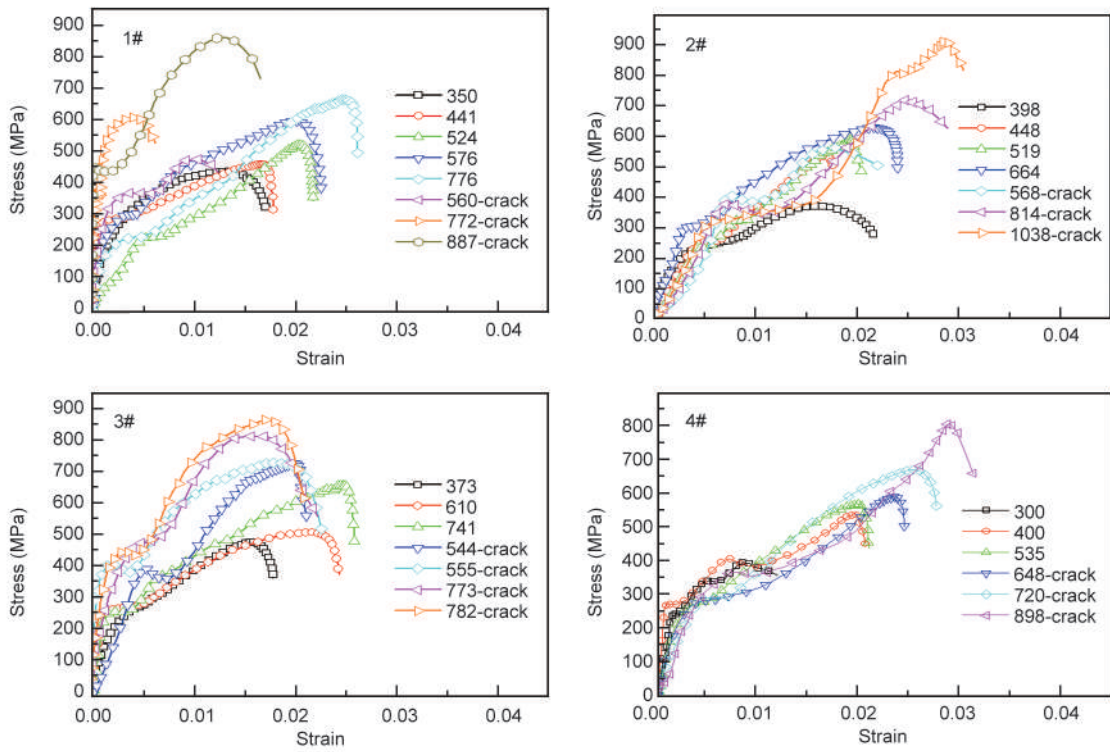 1#
Stress (MPa)
900
800
700
600
500
400
300
200
100
0
0.00 0.01 0.02 0.03 0.04
Strain
350
441
524
576
776
560-crack
772-crack
887-crack
2#
Stress (MPa)
900
800
700
600
500
400
300
200
100
0
0.00 0.01 0.02 0.03 0.04
Strain
398
448
519
664
568-crack
814-crack
1038-crack
3#
Stress (MPa)
900
800
700
600
500
400
300
200
100
0
0.00 0.01 0.02 0.03 0.04
Strain
373
610
741
544-crack
555-crack
773-crack
782-crack
4#
Stress (MPa)
900
800
700
600
500
400
300
200
100
0
0.00 0.01 0.02 0.03 0.04
Strain
300
400
535
648-crack
720-crack
898-crack